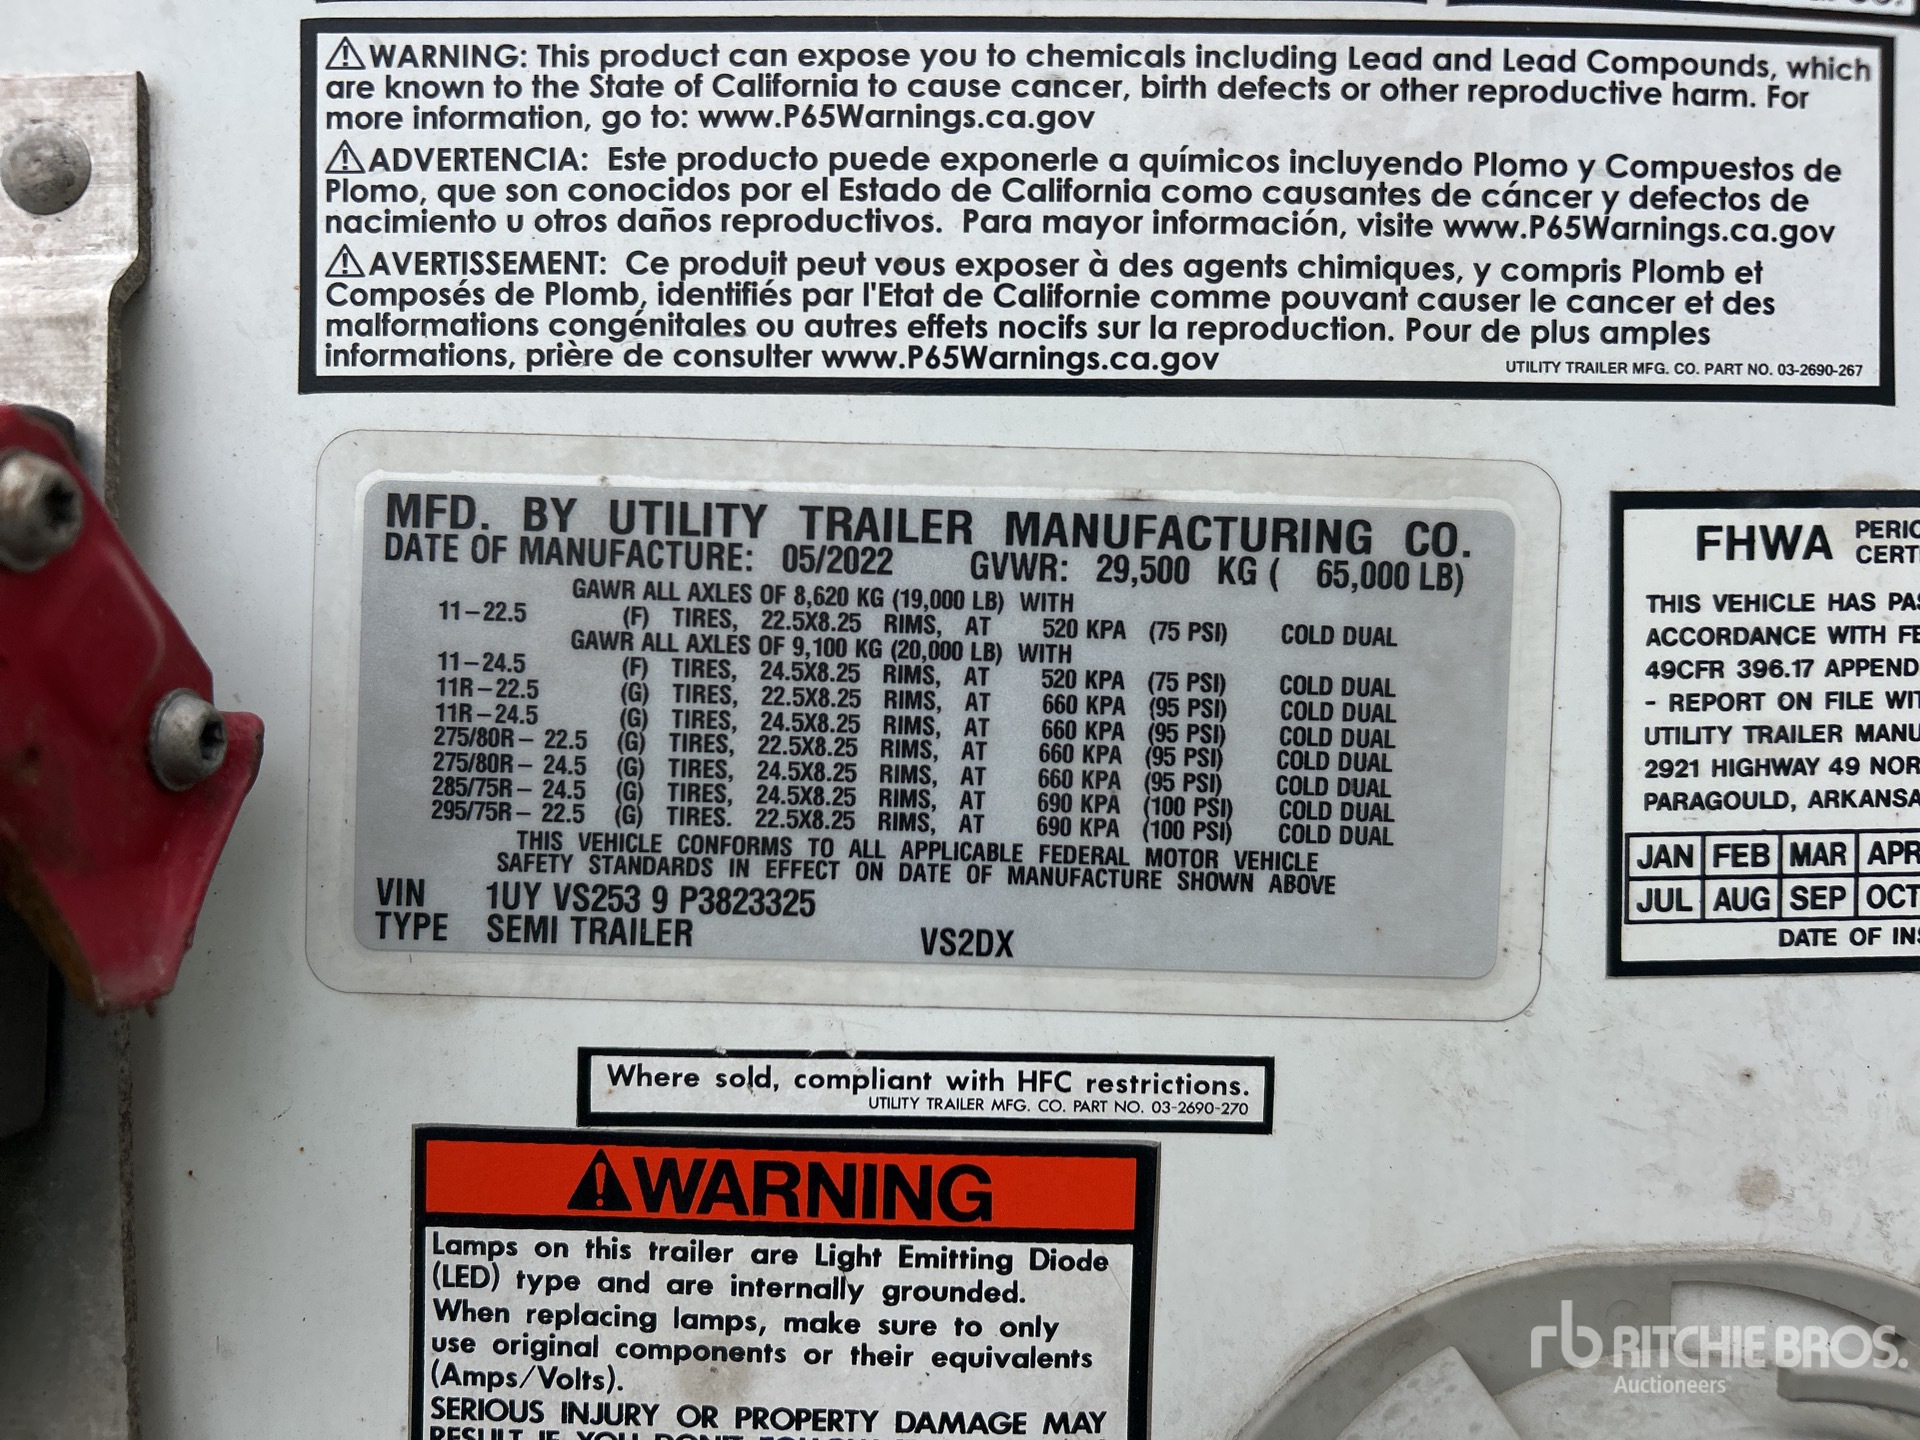 ⚠WARNING: This product can expose you to chemicals including Lead and Lead Compounds, which
are known to the State of California to cause cancer, birth defects or other reproductive harm. For
more information, go to: www.P65Warnings.ca.gov
⚠ADVERTENCIA: Este producto puede exponerle a químicos incluyendo Plomo y Compuestos de
Plomo, que son conocidos por el Estado de California como causantes de cáncer y defectos de
nacimiento u otros daños reproductivos. Para mayor información, visite www.P65Warnings.ca.gov
⚠AVERTISSEMENT: Ce produit peut vous exposer à des agents chimiques, y compris Plomb et
Composés de Plomb, identifiés par l'Etat de Californie comme pouvant causer le cancer et des
malformations congénitales ou autres effets nocifs sur la reproduction. Pour de plus amples
informations, prière de consulter www.P65Warnings.ca.gov
UTILITY TRAILER MFG. CO. PART NO. 03-2690-267
MFD. BY UTILITY TRAILER MANUFACTURING CO.
DATE OF MANUFACTURE: 05/2022 GVWR: 29,500 KG ( 65,000 LB)
GAWR ALL AXLES OF 8,620 KG (19,000 LB) WITH
11-22.5 (F) TIRES, 22.5X8.25 RIMS, AT 520 KPA (75 PSI) COLD DUAL
GAWR ALL AXLES OF 9,100 KG (20,000 LB) WITH
11-24.5 (F) TIRES, 24.5X8.25 RIMS, AT 520 KPA (75 PSI) COLD DUAL
11R-22.5 (G) TIRES, 22.5X8.25 RIMS, AT 660 KPA (95 PSI) COLD DUAL
11R-24.5 (G) TIRES, 24.5X8.25 RIMS, AT 660 KPA (95 PSI) COLD DUAL
275/80R- 22.5 (G) TIRES, 22.5X8.25 RIMS, AT 660 KPA (95 PSI) COLD DUAL
275/80R- 24.5 (G) TIRES, 24.5X8.25 RIMS, AT 660 KPA (95 PSI) COLD DUAL
285/75R- 24.5 (G) TIRES, 24.5X8.25 RIMS, AT 690 KPA (100 PSI) COLD DUAL
295/75R- 22.5 (G) TIRES. 22.5X8.25 RIMS, AT 690 KPA (100 PSI) COLD DUAL
THIS VEHICLE CONFORMS TO ALL APPLICABLE FEDERAL MOTOR VEHICLE
SAFETY STANDARDS IN EFFECT ON DATE OF MANUFACTURE SHOWN ABOVE
VIN 1UY VS253 9 P3823325
TYPE SEMI TRAILER VS2DX
FHWA PERIO
CERT
THIS VEHICLE HAS PAS
ACCORDANCE WITH FE
49CFR 396.17 APPEND
- REPORT ON FILE WIT
UTILITY TRAILER MANU
2921 HIGHWAY 49 NOR
PARAGOULD, ARKANSA
JAN FEB MAR APR
JUL AUG SEP OCT
DATE OF INS
Where sold, compliant with HFC restrictions.
UTILITY TRAILER MFG. CO. PART NO. 03-2690-270
⚠WARNING
Lamps on this trailer are Light Emitting Diode
(LED) type and are internally grounded.
When replacing lamps, make sure to only
use original components or their equivalents
(Amps/Volts).
SERIOUS INJURY OR PROPERTY DAMAGE MAY
RESULT IF YOU DON'T
rb RITCHIE BROS.
Auctioneers